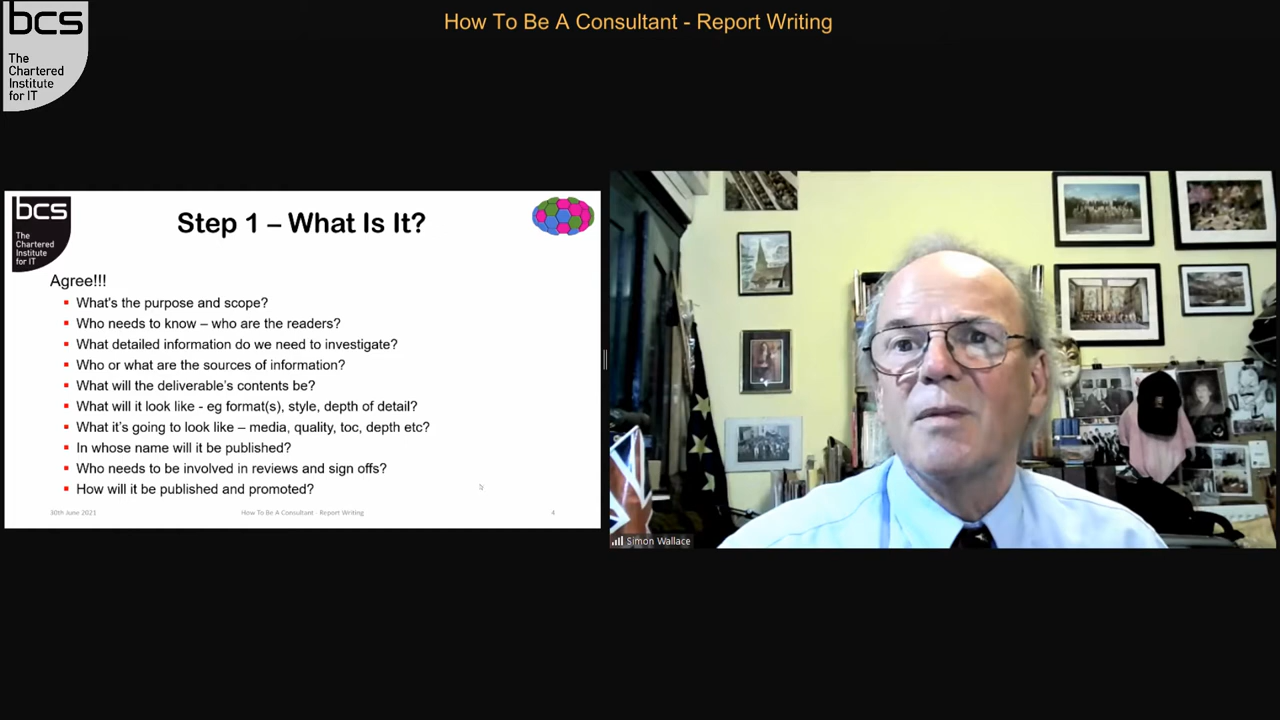 How To Be A Consultant - Report Writing
bcs
The
Chartered
Institute
for IT
bcs
The
Chartered
Institute
for IT
Step 1 – What Is It?
Agree!!!
What's the purpose and scope?
Who needs to know – who are the readers?
What detailed information do we need to investigate?
Who or what are the sources of information?
What will the deliverable's contents be?
What will it look like - eg format(s), style, depth of detail?
What it's going to look like – media, quality, toc, depth etc?
In whose name will it be published?
Who needs to be involved in reviews and sign offs?
How will it be published and promoted?
30th June 2021
How To Be A Consultant - Report Writing
4
Simon Wallace